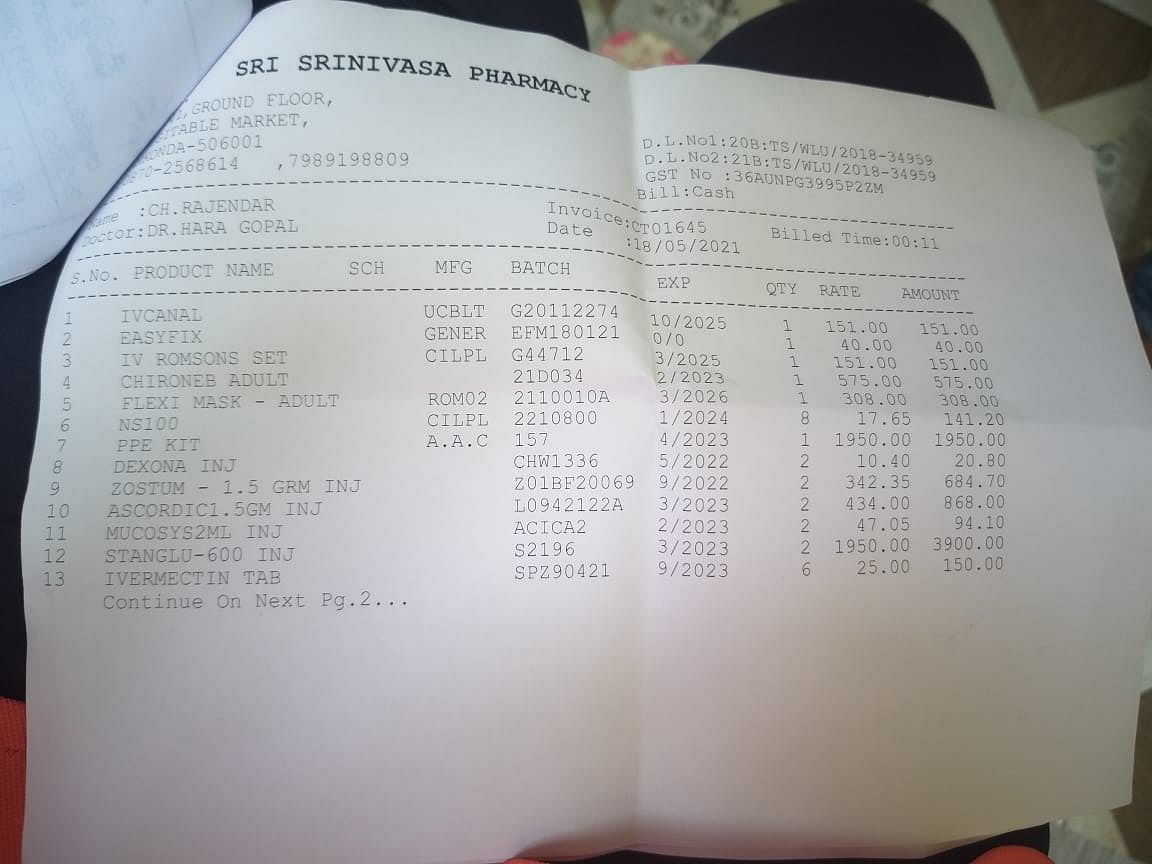 SRI SRINIVASA PHARMACY
GROUND FLOOR,
TABLE MARKET,
KONDA-506001
-2568614 ,7989198809
D.L.No1:20B:TS/WLU/2018-34959
D.L.No2:21B:TS/WLU/2018-34959
GST No :36AUNPG3995P2ZM
Bill:Cash
Name :CH.RAJENDAR
Doctor:DR.HARA GOPAL
Invoice:CT01645 Billed Time:00:11
Date :18/05/2021
S.No. PRODUCT NAME SCH MFG BATCH EXP QTY RATE AMOUNT
1 IVCANAL UCBLT G20112274 10/2025 1 151.00 151.00
2 EASYFIX GENER EFM180121 0/0 1 40.00 40.00
3 IV ROMSONS SET CILPL G44712 3/2025 1 151.00 151.00
4 CHIRONEB ADULT 21D034 2/2023 1 575.00 575.00
5 FLEXI MASK - ADULT ROM02 2110010A 3/2026 1 308.00 308.00
6 NS100 CILPL 2210800 1/2024 8 17.65 141.20
7 PPE KIT A.A.C 157 4/2023 1 1950.00 1950.00
8 DEXONA INJ CHW1336 5/2022 2 10.40 20.80
9 ZOSTUM - 1.5 GRM INJ Z01BF20069 9/2022 2 342.35 684.70
10 ASCORDIC1.5GM INJ L0942122A 3/2023 2 434.00 868.00
11 MUCOSYS2ML INJ ACICA2 2/2023 2 47.05 94.10
12 STANGLU-600 INJ S2196 3/2023 2 1950.00 3900.00
13 IVERMECTIN TAB SPZ90421 9/2023 6 25.00 150.00
Continue On Next Pg.2...